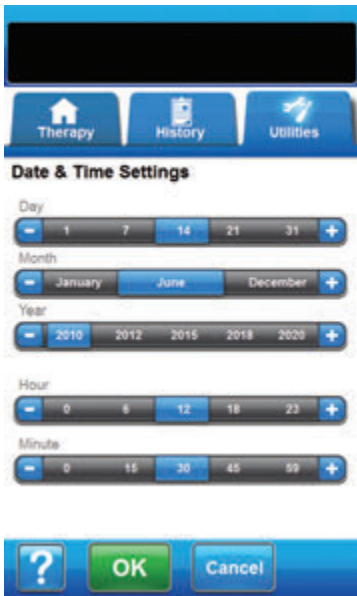 Therapy History Utilities
Date & Time Settings
Day
- 1 7 14 21 31 +
Month
- January June December +
Year
- 2010 2012 2015 2018 2020 +
Hour
- 0 6 12 18 23 +
Minute
- 0 15 30 45 59 +
? OK Cancel